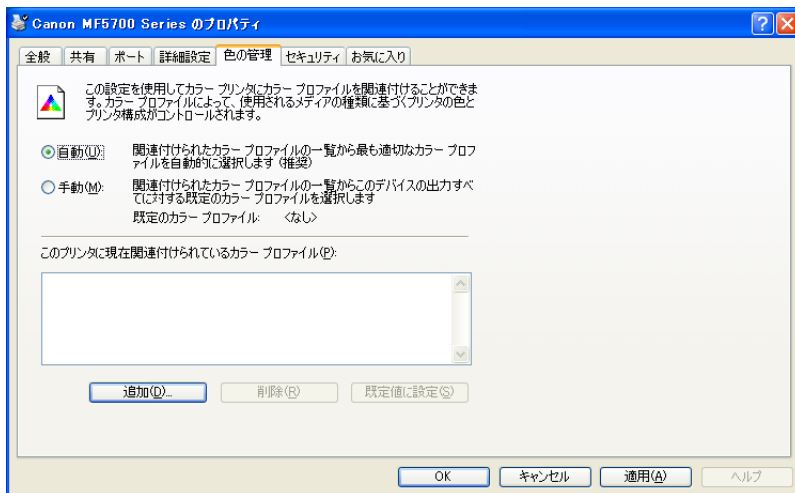 Canon MF5700 Series のプロパティ
全般 共有 ポート 詳細設定 色の管理 セキュリティ お気に入り
この設定を使用してカラー プリンタにカラー プロファイルを関連付けることができま
す。カラー プロファイルによって、使用されるメディアの種類に基づくプリンタの色と
プリンタ構成がコントロールされます。
自動(U): 関連付けられたカラー プロファイルの一覧から最も適切なカラー プロフ
ァイルを自動的に選択します (推奨)
手動(M): 関連付けられたカラー プロファイルの一覧からこのデバイスの出力すべ
てに対する既定のカラー プロファイルを選択します
既定のカラー プロファイル: <なし>
このプリンタに現在関連付けられているカラー プロファイル(P):
追加(D)... 削除(R) 既定値に設定(S)
OK キャンセル 適用(A) ヘルプ